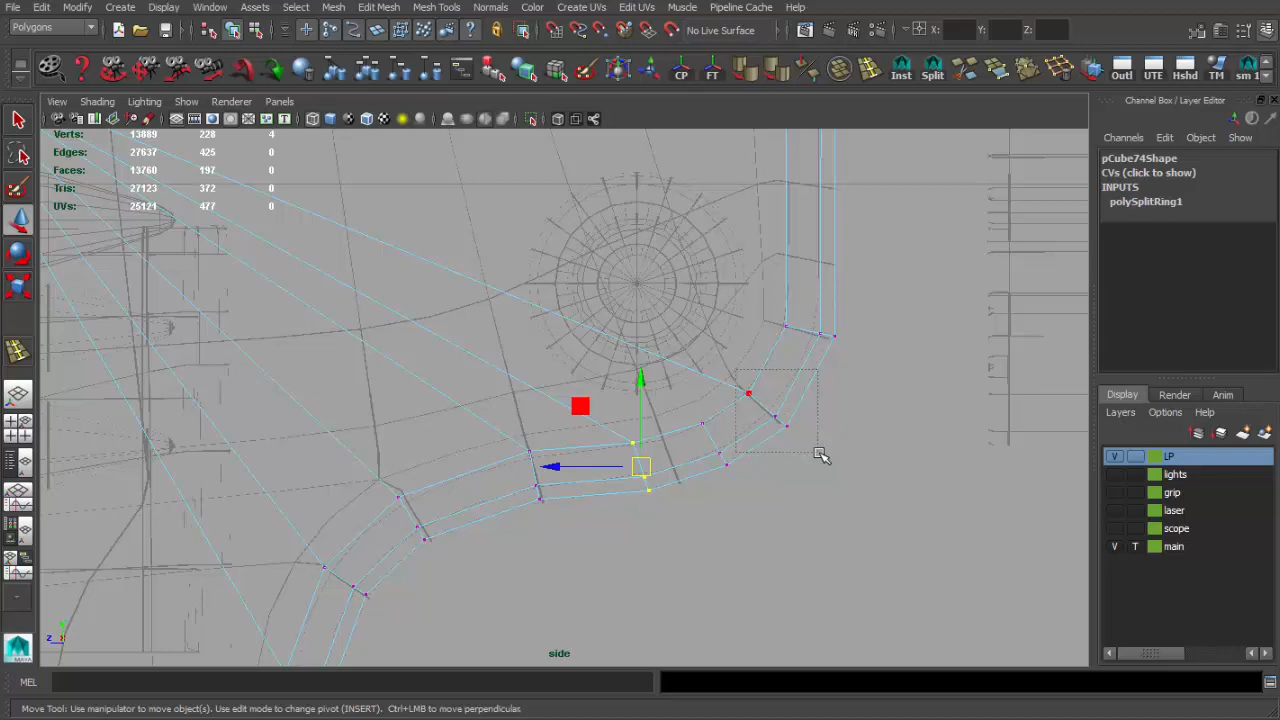 File Edit Modify Create Display Window Assets Select Mesh Edit Mesh Mesh Tools Normals Color Create UVs Edit UVs Muscle Pipeline Cache Help
Polygons
No Live Surface
X:
Y:
Z:
CP FT Inst Split Outl UTE Hshd TM sm 1
View Shading Lighting Show Renderer Panels
Channel Box / Layer Editor
Channels Edit Object Show
Verts: 13889 228 4
Edges: 27637 425 0
Faces: 13760 197 0
Tris: 27123 372 0
UVs: 25121 477 0
pCube74Shape
CVs (click to show)
INPUTS
polySplitRing1
Display Render Anim
Layers Options Help
V LP
lights
grip
laser
scope
V T main
y
z x
side
MEL
Move Tool: Use manipulator to move object(s). Use edit mode to change pivot (INSERT). Ctrl+LMB to move perpendicular.